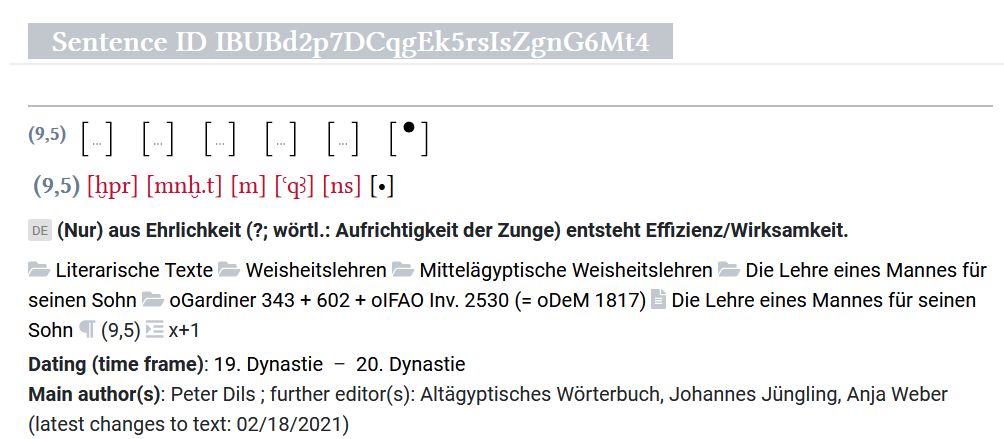 Sentence ID IBUBd2p7DCqgEk5rsIsZgnG6Mt4
(9,5) [...] [...] [...] [...] [...] [•]
(9,5) [ḫpr] [mnḫ.t] [m] [ꜥqꜣ] [ns] [•]
DE (Nur) aus Ehrlichkeit (?; wörtl.: Aufrichtigkeit der Zunge) entsteht Effizienz/Wirksamkeit.
Literarische Texte Weisheitslehren Mittelägyptische Weisheitslehren Die Lehre eines Mannes für
seinen Sohn oGardiner 343 + 602 + oIFAO Inv. 2530 (= oDeM 1817) Die Lehre eines Mannes für seinen
Sohn ¶ (9,5) x+1
Dating (time frame): 19. Dynastie – 20. Dynastie
Main author(s): Peter Dils ; further editor(s): Altägyptisches Wörterbuch, Johannes Jüngling, Anja Weber
(latest changes to text: 02/18/2021)